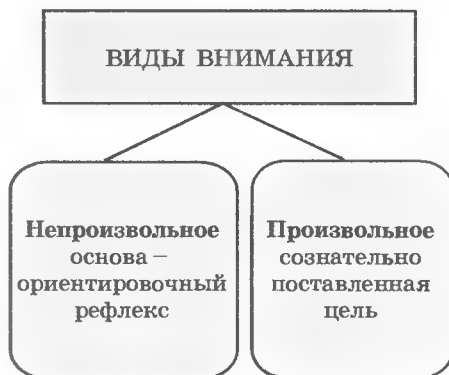 ВИДЫ ВНИМАНИЯ
Непроизвольное
основа –
ориентировочный
рефлекс
Произвольное
сознательно
поставленная
цель